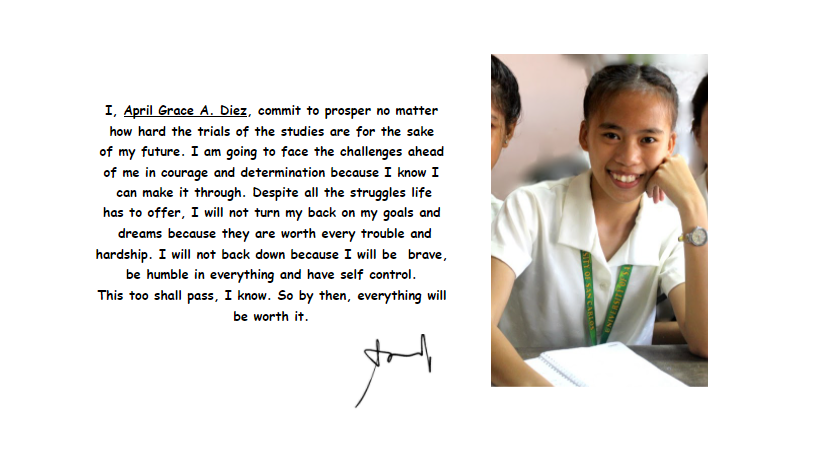 I, April Grace A. Diez, commit to prosper no matter
how hard the trials of the studies are for the sake
of my future. I am going to face the challenges ahead
of me in courage and determination because I know I
can make it through. Despite all the struggles life
has to offer, I will not turn my back on my goals and
dreams because they are worth every trouble and
hardship. I will not back down because I will be brave,
be humble in everything and have self control.
This too shall pass, I know. So by then, everything will
be worth it.
SITY OF SAN CARLOS
UNIVERSITY